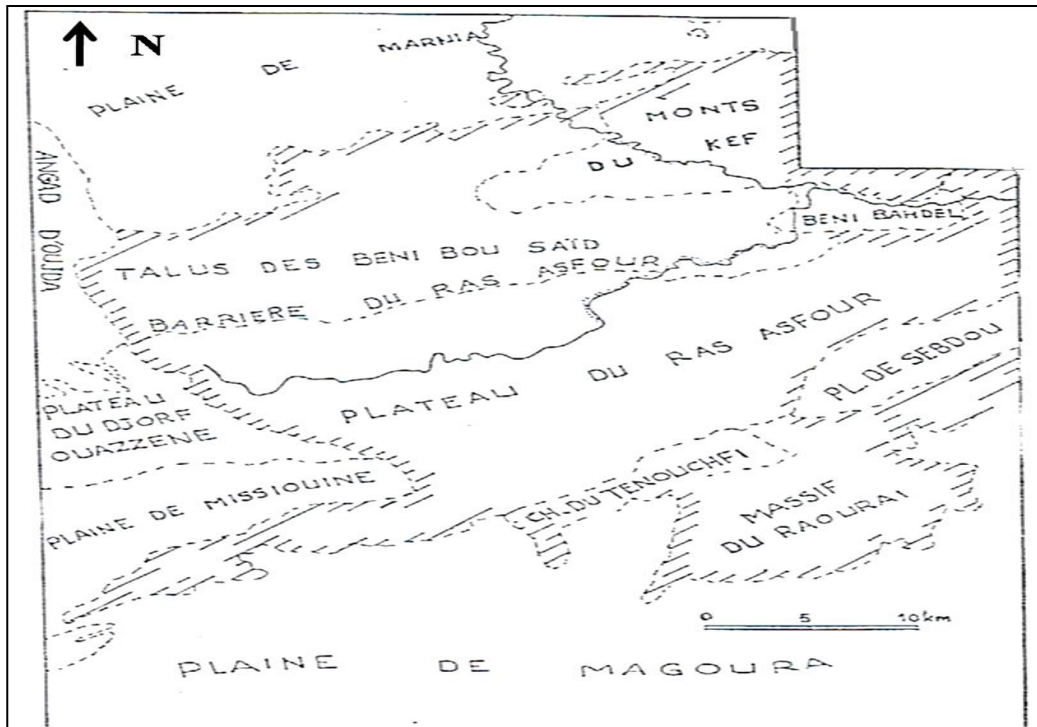 N
PLAINE DE MARNIA
MONTS
DU KEF
ANGAD D'OUJDA
BENI BAHDEL
TALUS DES BENI BOU SAÏD
BARRIERE DU RAS ASFOUR
PLATEAU DU RAS ASFOUR
PL. DE SEBDOU
PLATEAU
DU DJORF
OUAZZENE
PLAINE DE MISSIOUINE
CH. DU TENOUCHFI
MASSIF
DU RAOURAI
0 5 10 km
PLAINE DE MAGOURA